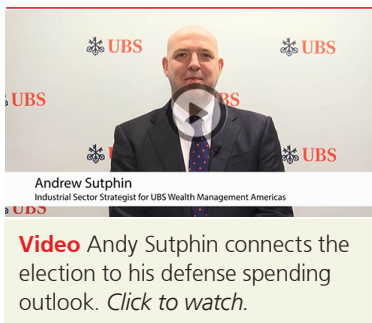 UBS UBS
UBS UBS
UBS
Andrew Sutphin
Industrial Sector Strategist for UBS Wealth Management Americas
UBS
Video Andy Sutphin connects the
election to his defense spending
outlook. Click to watch.